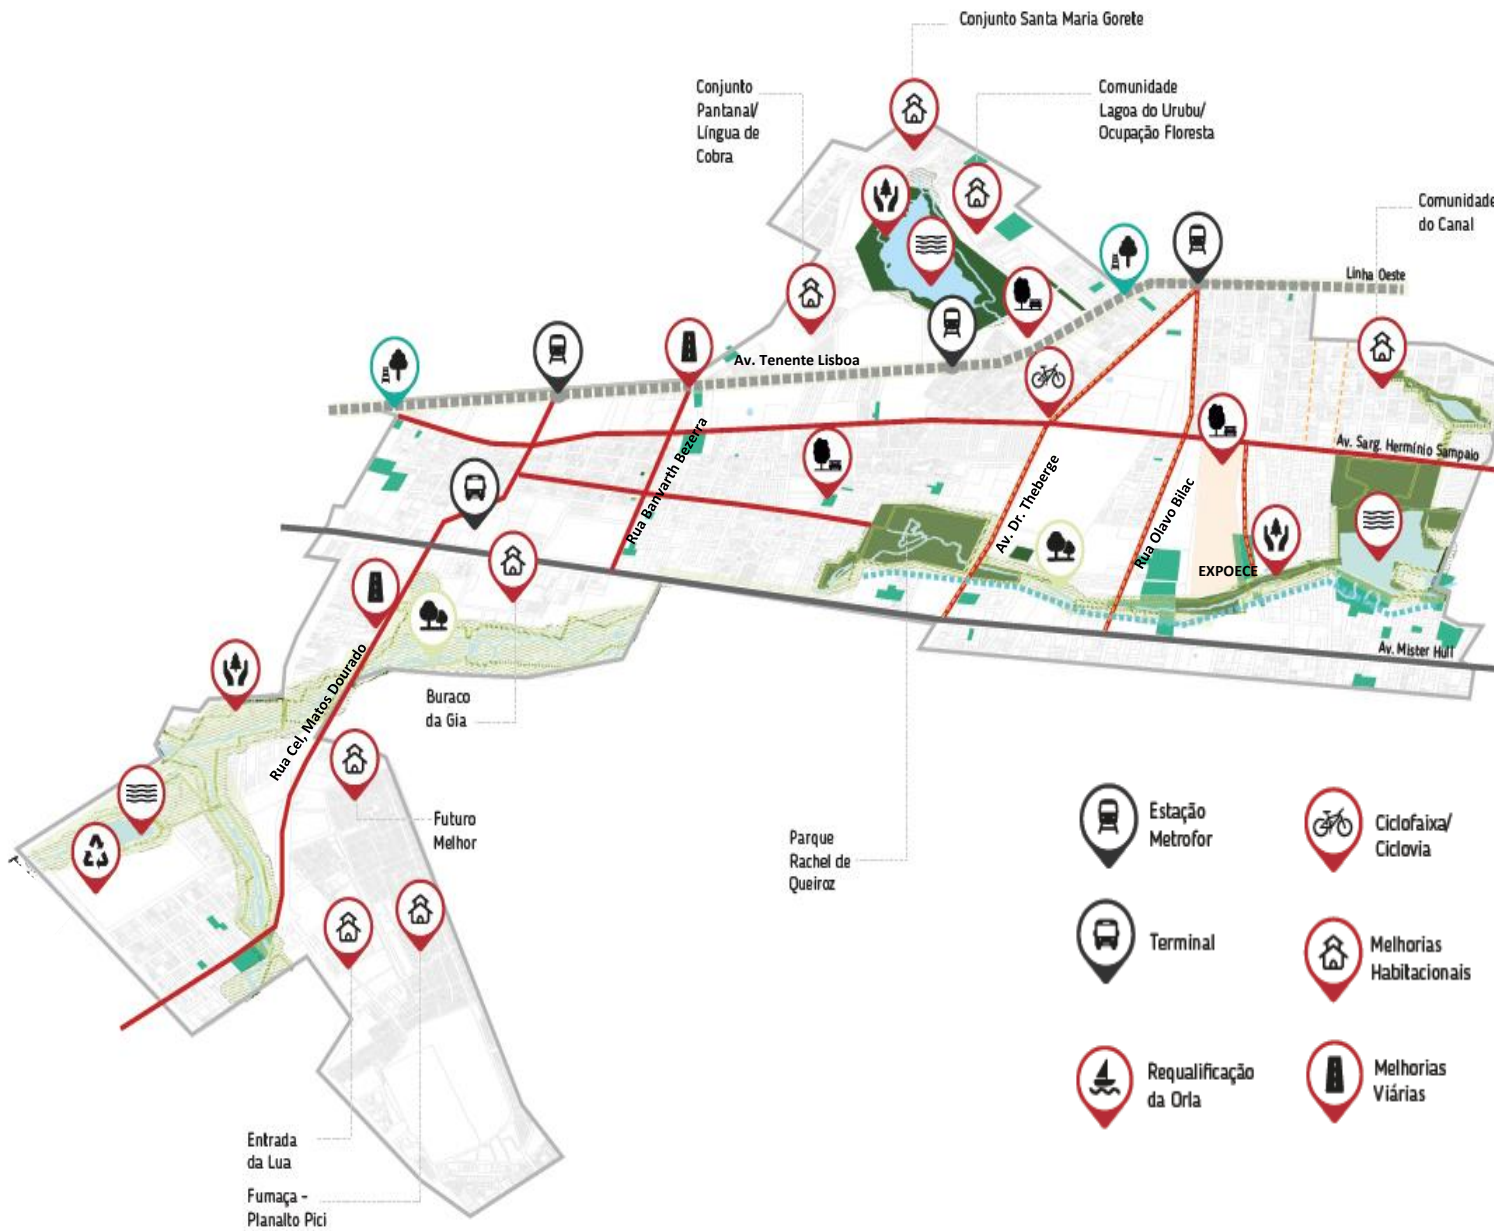 Conjunto Santa Maria Gorete
Conjunto
Pantanal/
Língua de
Cobra
Comunidade
Lagoa do Urubu/
Ocupação Floresta
Comunidade
do Canal
Linha Oeste
Av. Tenente Lisboa
Av. Sarg. Hermínio Sampaio
Rua Banvarth Bezerra
Av. Dr. Theberge
Rua Olavo Bilac
EXPOECE
Av. Mister Hull
Rua Cel, Matos Dourado
Buraco
da Gia
Futuro
Melhor
Parque
Rachel de
Queiroz
Entrada
da Lua
Fumaça -
Planalto Pici
Estação
Metrofor
Ciclofaixa/
Ciclovia
Terminal
Melhorias
Habitacionais
Requalificação
da Orla
Melhorias
Viárias